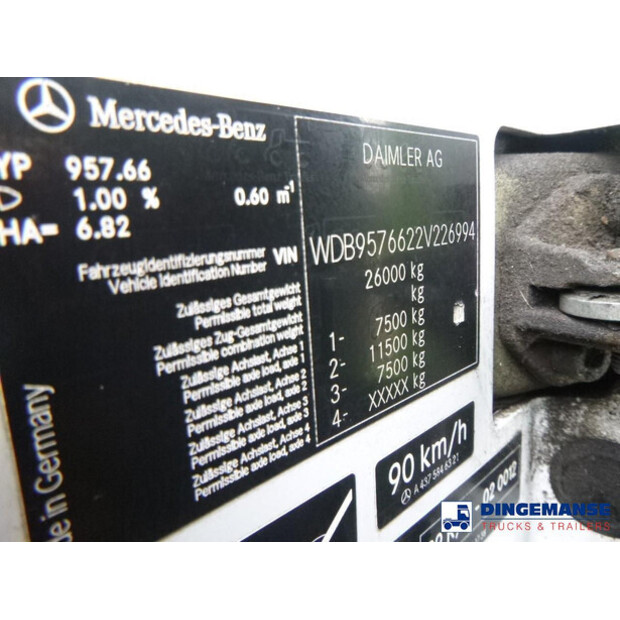 Mercedes-Benz
YP 957.66
1.00 % 0.60 m⁻¹
HA= 6.82
DAIMLER AG
Fahrzeugidentifizierungsnummer
Vehicle Identification Number VIN
WDB9576622V226994
Zulässiges Gesamtgewicht
Permissible total weight
26000 kg
Zulässiges Zug-Gesamtgewicht
Permissible combination weight
kg
Zulässige Achslast, Achse 1
Permissible axle load, axle 1
1- 7500 kg
Zulässige Achslast, Achse 2
Permissible axle load, axle 2
2- 11500 kg
Zulässige Achslast, Achse 3
Permissible axle load, axle 3
3- 7500 kg
Zulässige Achslast, Achse 4
Permissible axle load, axle 4
4- XXXXX kg
de in Germany
90 km/h
A 437 584 63 21
02 0012
DINGEMANSE
TRUCKS & TRAILERS